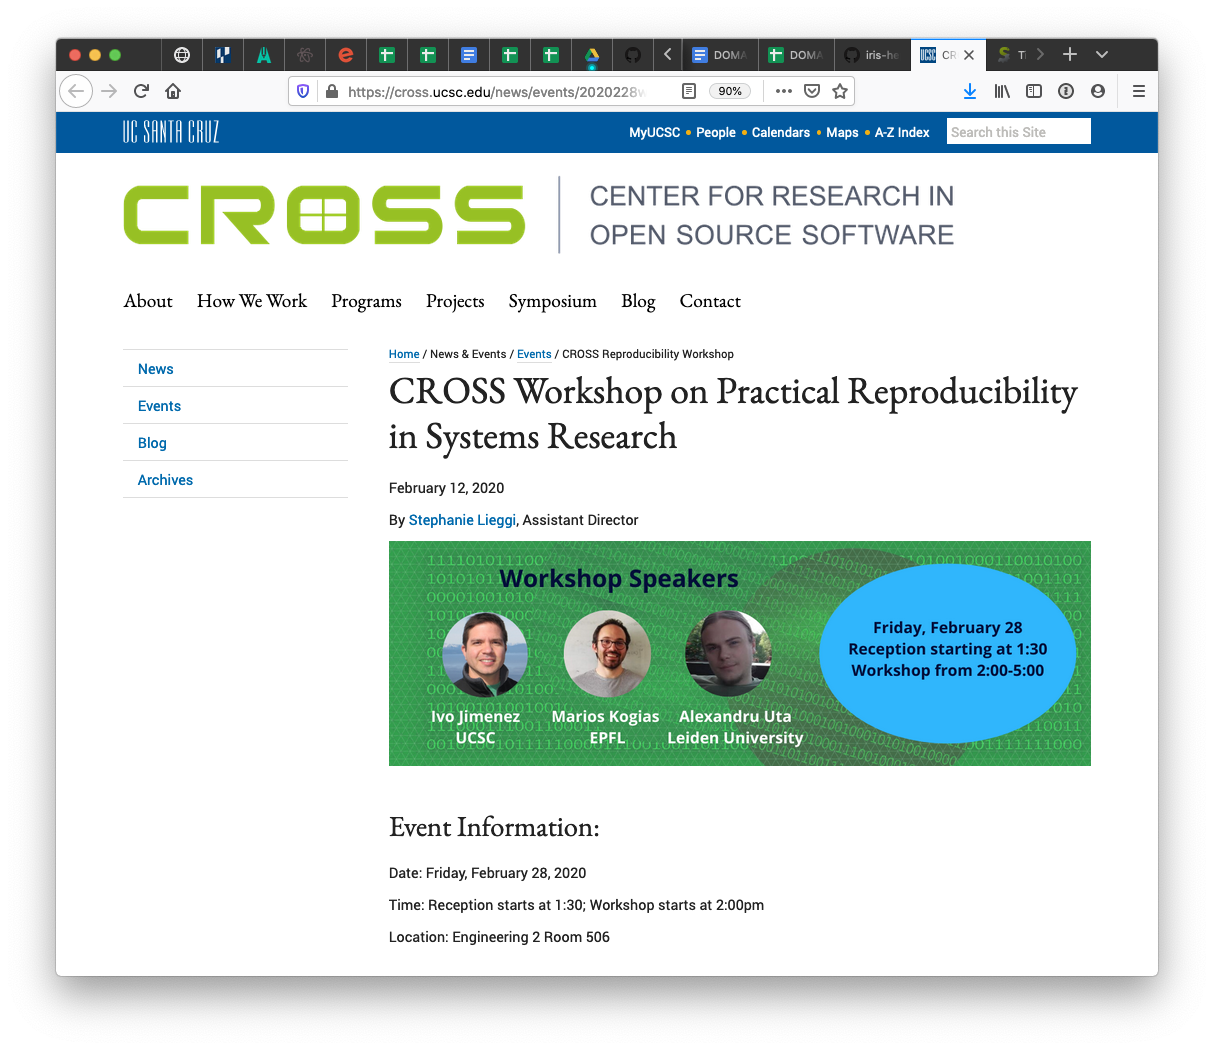 DOMA
DOMA
iris-he
UCSC
CR
https://cross.ucsc.edu/news/events/2020228w
90%
UC SANTA CRUZ
MyUCSC • People • Calendars • Maps • A-Z Index
Search this Site
CROSS
CENTER FOR RESEARCH IN
OPEN SOURCE SOFTWARE
About How We Work Programs Projects Symposium Blog Contact
News
Events
Blog
Archives
Home / News & Events / Events / CROSS Reproducibility Workshop
CROSS Workshop on Practical Reproducibility
in Systems Research
February 12, 2020
By Stephanie Lieggi, Assistant Director
Workshop Speakers
Ivo Jimenez
UCSC
Marios Kogias
EPFL
Alexandru Uta
Leiden University
Friday, February 28
Reception starting at 1:30
Workshop from 2:00-5:00
Event Information:
Date: Friday, February 28, 2020
Time: Reception starts at 1:30; Workshop starts at 2:00pm
Location: Engineering 2 Room 506